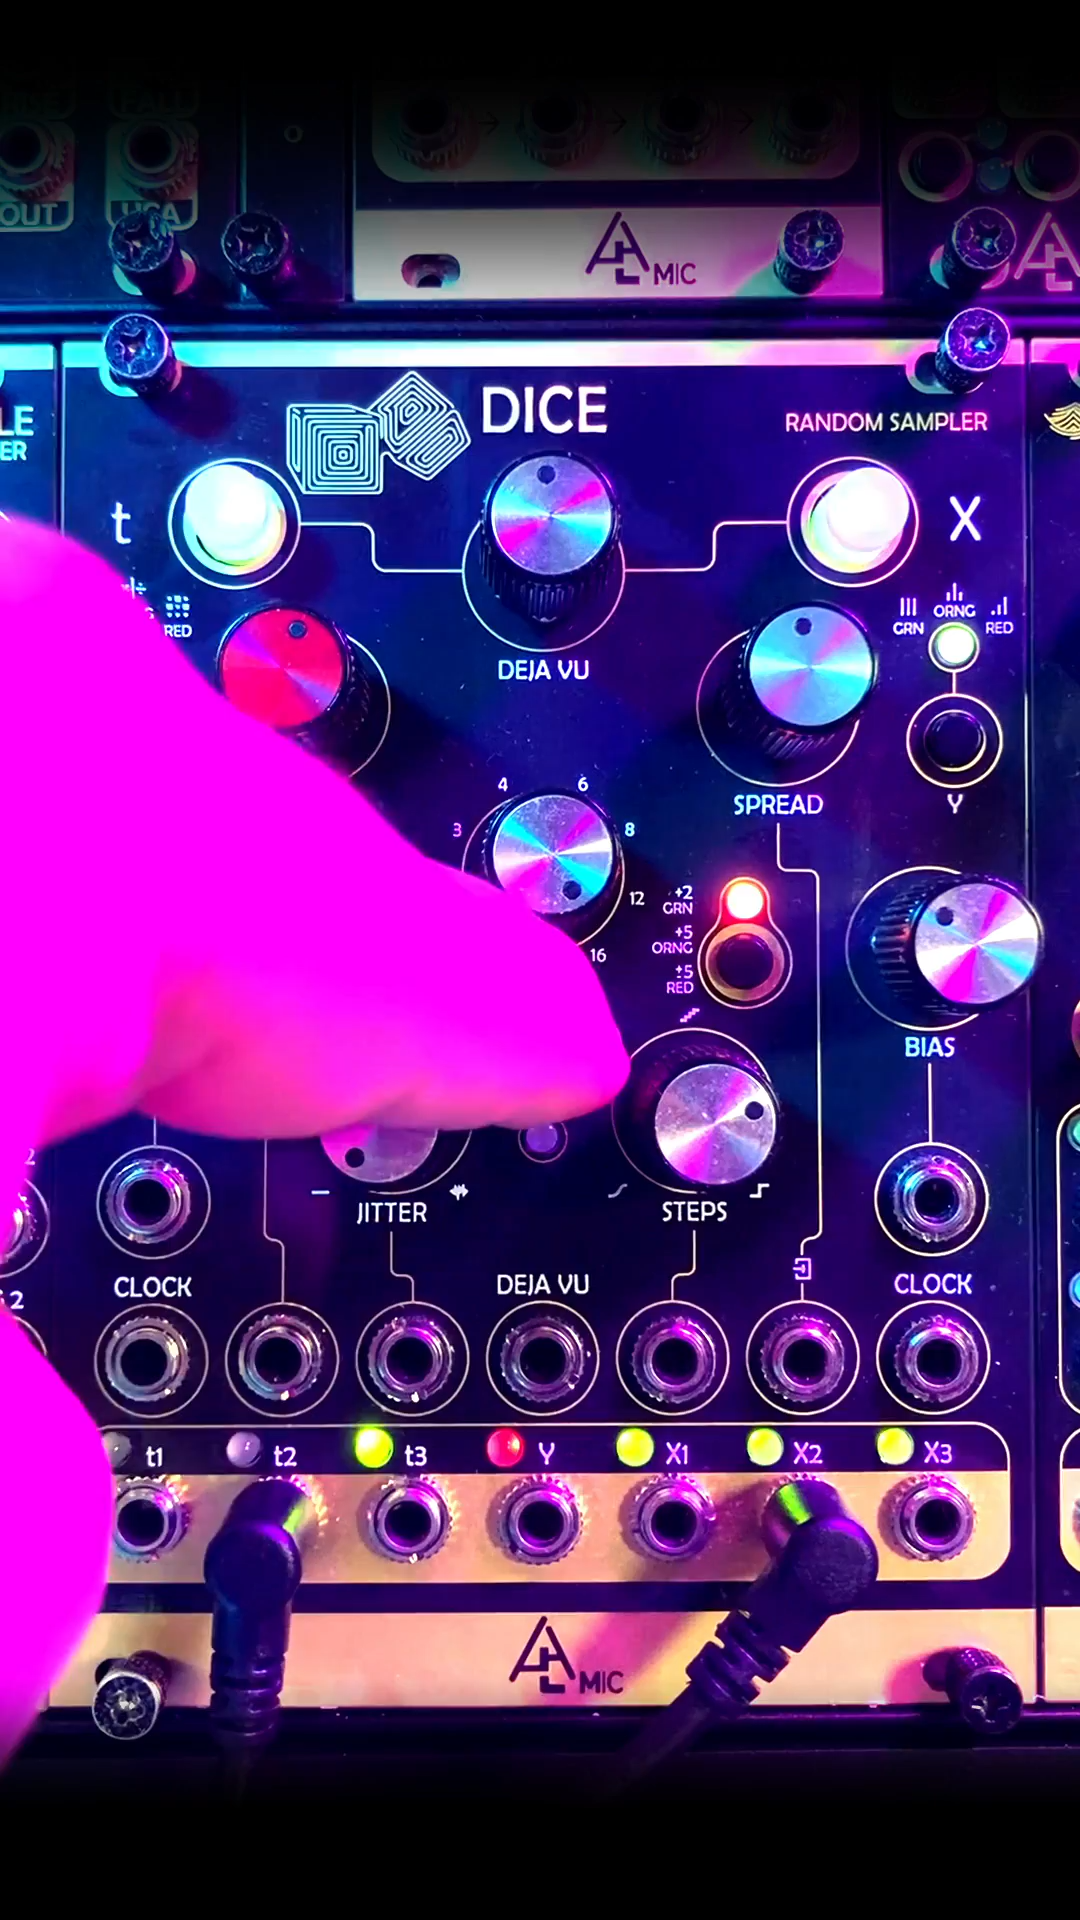 OUT
MIC
DICE
RANDOM SAMPLER
LE
ER
t
X
RED
GRN
ORNG
RED
DEJA VU
4
6
3
8
12
16
SPREAD
Y
+2
GRN
+5
ORNG
±5
RED
BIAS
JITTER
STEPS
2
CLOCK
DEJA VU
CLOCK
t1
t2
t3
Y
X1
X2
X3
MIC